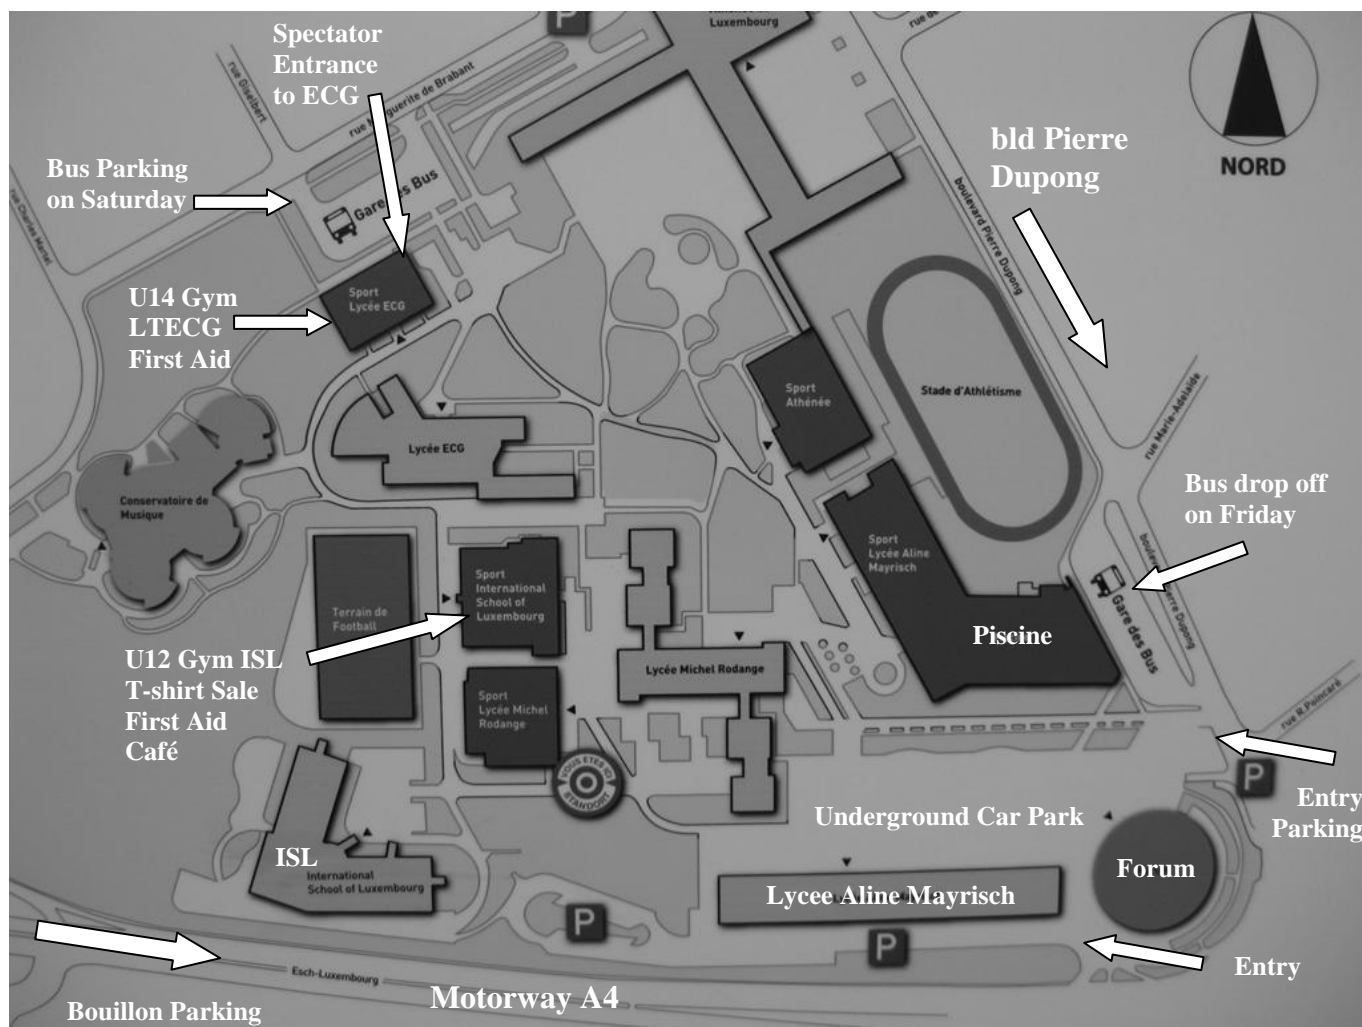 P
Luxembourg
Spectator
Entrance
to ECG
rue Giselbert
rue Marguerite de Brabant
NORD
bld Pierre
Dupong
Bus Parking
on Saturday
Gare des Bus
rue Charles Martel
boulevard Pierre Dupong
U14 Gym
LTECG
First Aid
Sport
Lycée ECG
Sport
Athénée
Stade d'Athlétisme
rue Marie-Adelaïde
Lycée ECG
Conservatoire de
Musique
Bus drop off
on Friday
Sport
Lycée Aline
Mayrisch
Gare des Bus
Pierre Dupong
Piscine
Sport
International
School of
Luxembourg
Terrain de
Football
U12 Gym ISL
T-shirt Sale
First Aid
Café
Lycée Michel Rodange
Sport
Lycée Michel
Rodange
rue R.Poincaré
VOUS ETES ICI
STANDORT
P
Entry
Parking
Underground Car Park
ISL
International
School of Luxembourg
Forum
Lycee Aline Mayrisch
P
P
Entry
Esch-Luxembourg
Motorway A4
Bouillon Parking